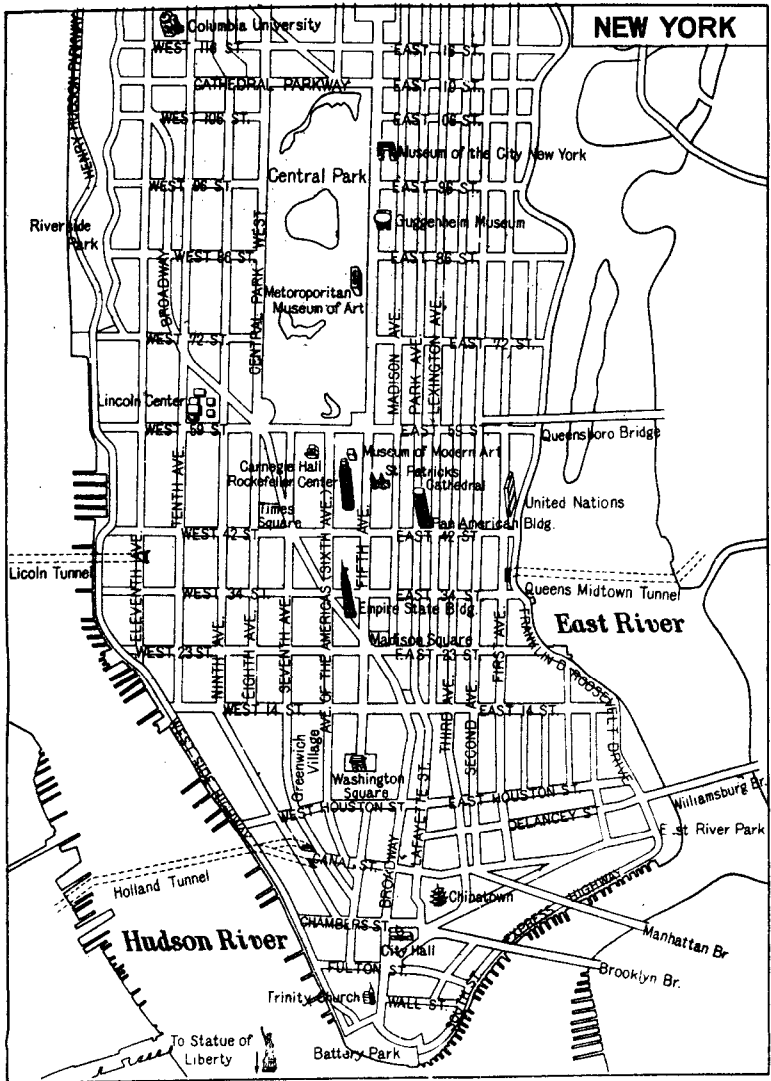 NEW YORK
Columbia University
HENRY HUDSON PARKWAY
WEST 116 ST.
EAST 116 ST.
CATHEDRAL PARKWAY
EAST 110 ST.
WEST 106 ST.
EAST 106 ST.
Museum of the City New York
Central Park
WEST 96 ST.
EAST 96 ST.
Riverside
Park
Guggenheim Museum
BROADWAY
WEST 86 ST.
CENTRAL PARK WEST
EAST 86 ST.
Metoroporitan
Museum of Art
MADISON AVE.
PARK AVE.
LEXINGTON AVE.
WEST 72 ST.
EAST 72 ST.
Lincoln Center
WEST 59 ST.
EAST 59 ST.
Queensboro Bridge
TENTH AVE.
Carnegie Hall
Rockefeller Center
Museum of Modern Art
St Patricks
Cathedral
United Nations
Times
Square
Pan American Bldg.
WEST 42 ST.
EAST 42 ST.
Licoln Tunnel
ELEVENTH AVE.
AVE OF THE AMERICAS (SIXTH AVE.)
FIFTH AVE.
Queens Midtown Tunnel
WEST 34 ST.
EAST 34 ST.
Empire State Bldg.
East River
Madison Square
WEST 23 ST.
EAST 23 ST.
NINTH AVE.
EIGHTH AVE.
SEVENTH AVE.
THIRD AVE.
SECOND AVE.
FIRST AVE.
FRANKLIN D. ROOSEVELT DRIVE
WEST 14 ST.
EAST 14 ST.
WEST SIDE HIGHWAY
Greenwich
Village
Washington
Square
LAFAYETTE ST.
WEST HOUSTON ST.
EAST HOUSTON ST.
Williamsburg Br.
DELANCEY ST
East River Park
CANAL ST.
BROADWAY
Holland Tunnel
Chinatown
EXPRESS HIGHWAY
CHAMBERS ST.
Manhattan Br
Hudson River
City Hall
Brooklyn Br.
FULTON ST.
Trinity Church
WALL ST.
SOUTH ST.
To Statue of
Liberty
Battery Park